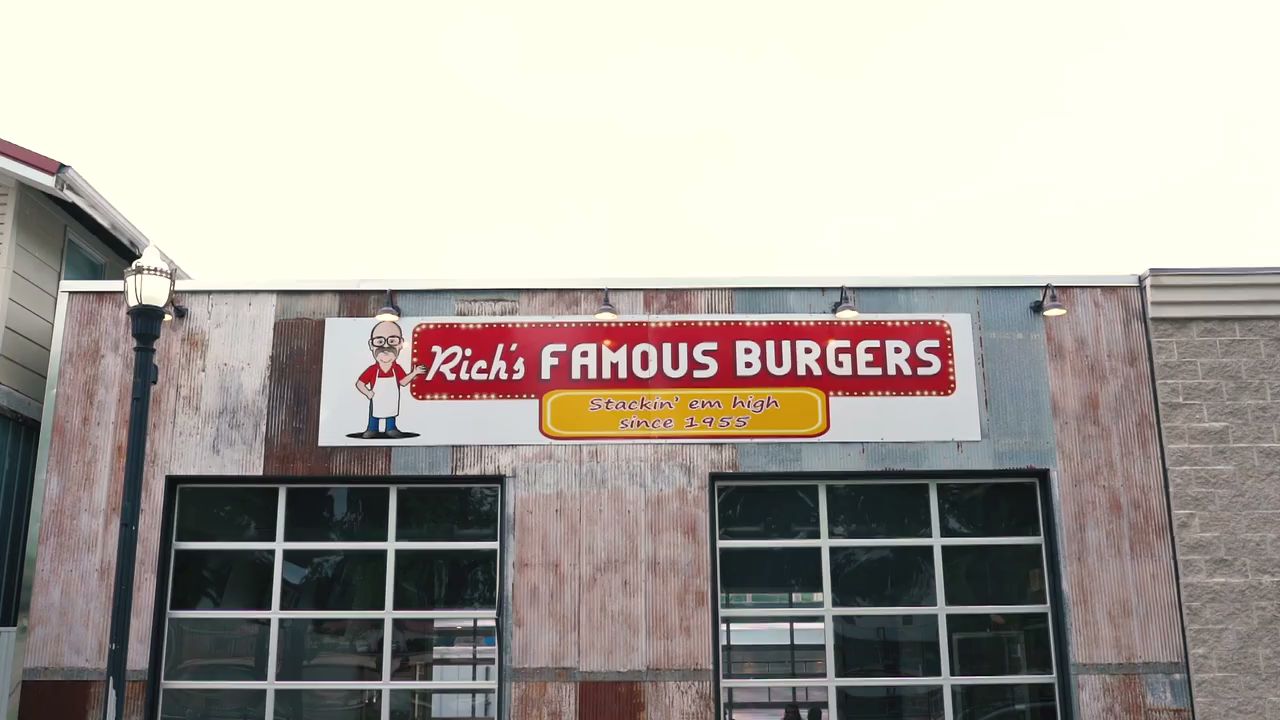 Rich's FAMOUS BURGERS
Stackin' em high
since 1955